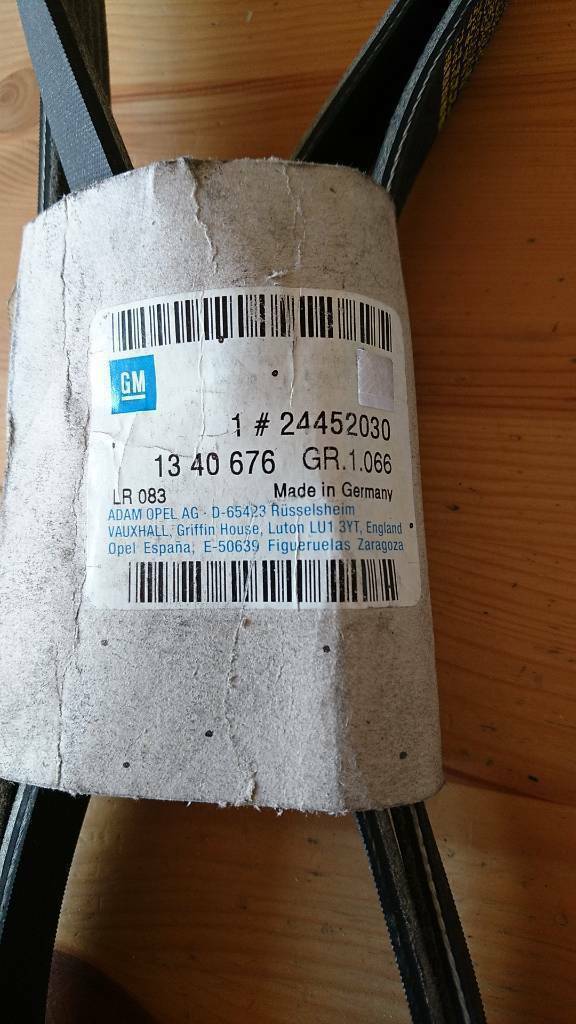 GM
1 # 24452030
13 40 676 GR.1.066
LR 083 Made in Germany
ADAM OPEL AG · D-65423 Rüsselsheim
VAUXHALL, Griffin House, Luton LU1 3YT, England
Opel España, E-50639 Figueruelas Zaragoza